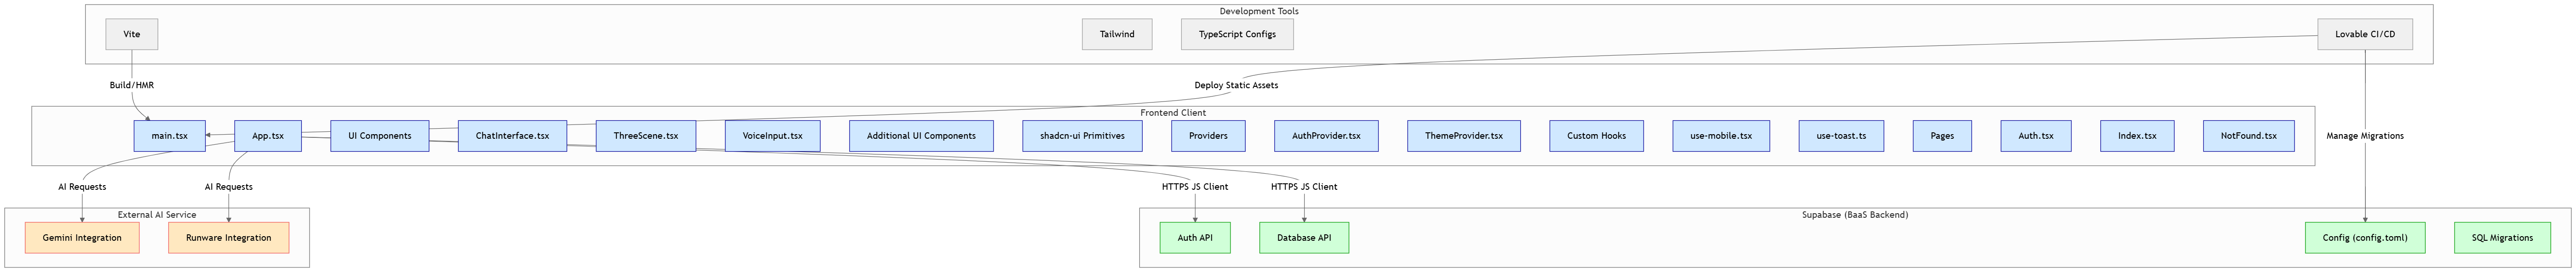 Development Tools
Vite
Tailwind
TypeScript Configs
Lovable CI/CD
Build/HMR
Deploy Static Assets
Frontend Client
main.tsx
App.tsx
UI Components
ChatInterface.tsx
ThreeScene.tsx
VoiceInput.tsx
Additional UI Components
shadcn-ui Primitives
Providers
AuthProvider.tsx
ThemeProvider.tsx
Custom Hooks
use-mobile.tsx
use-toast.ts
Pages
Auth.tsx
Index.tsx
NotFound.tsx
Manage Migrations
AI Requests
AI Requests
HTTPS JS Client
HTTPS JS Client
External AI Service
Gemini Integration
Runware Integration
Supabase (BaaS Backend)
Auth API
Database API
Config (config.toml)
SQL Migrations